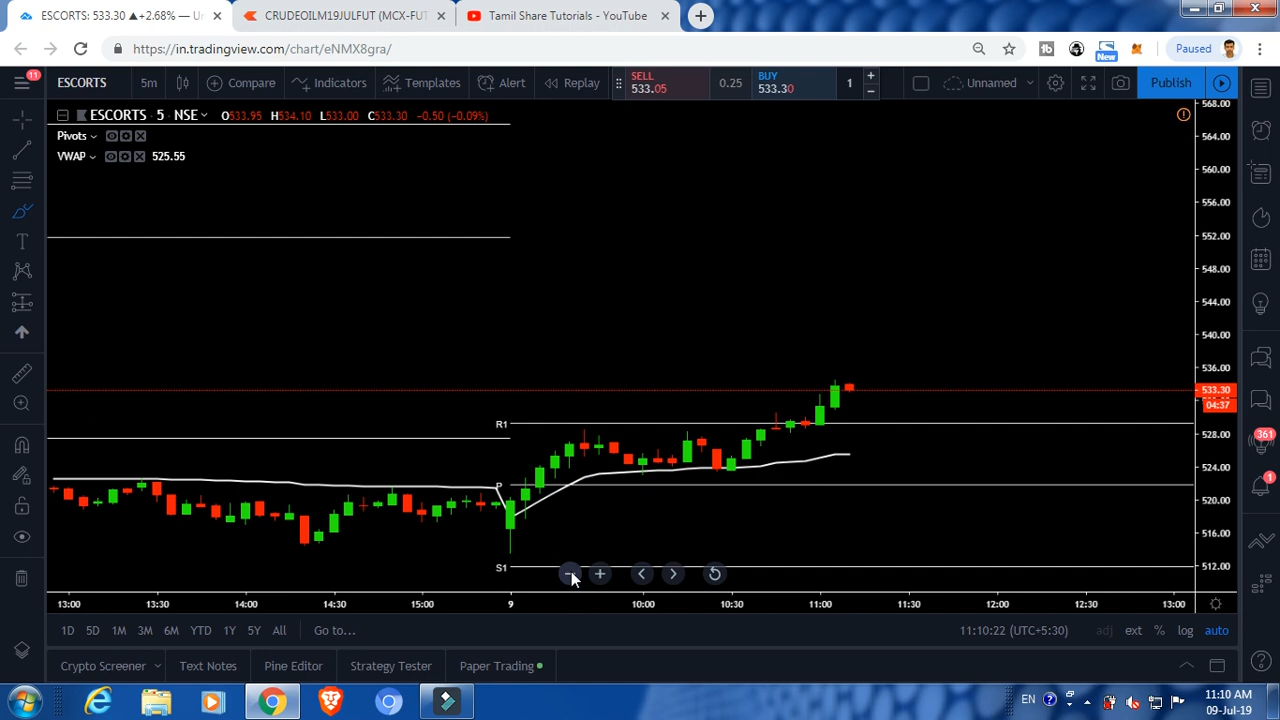 ESCORTS: 533.30 ▲+2.68% — Un
CRUDEOILM19JULFUT (MCX-FUT
Tamil Share Tutorials - YouTube
https://in.tradingview.com/chart/eNMX8gra/
New
Paused
11
ESCORTS
5m
Compare
Indicators
Templates
Alert
Replay
SELL
533.05
0.25
BUY
533.30
1
Unnamed
Publish
ESCORTS · 5 · NSE
O533.95 H534.10 L533.00 C533.30 −0.50 (−0.09%)
Pivots
VWAP 525.55
568.00
564.00
560.00
556.00
552.00
548.00
544.00
540.00
536.00
533.30
04:37
528.00
524.00
520.00
516.00
512.00
R1
P
S1
13:00 13:30 14:00 14:30 15:00 9 10:00 10:30 11:00 11:30 12:00 12:30 13:00
1D 5D 1M 3M 6M YTD 1Y 5Y All Go to...
11:10:22 (UTC+5:30) adj ext % log auto
361
1
Crypto Screener Text Notes Pine Editor Strategy Tester Paper Trading
EN
11:10 AM
09-Jul-19